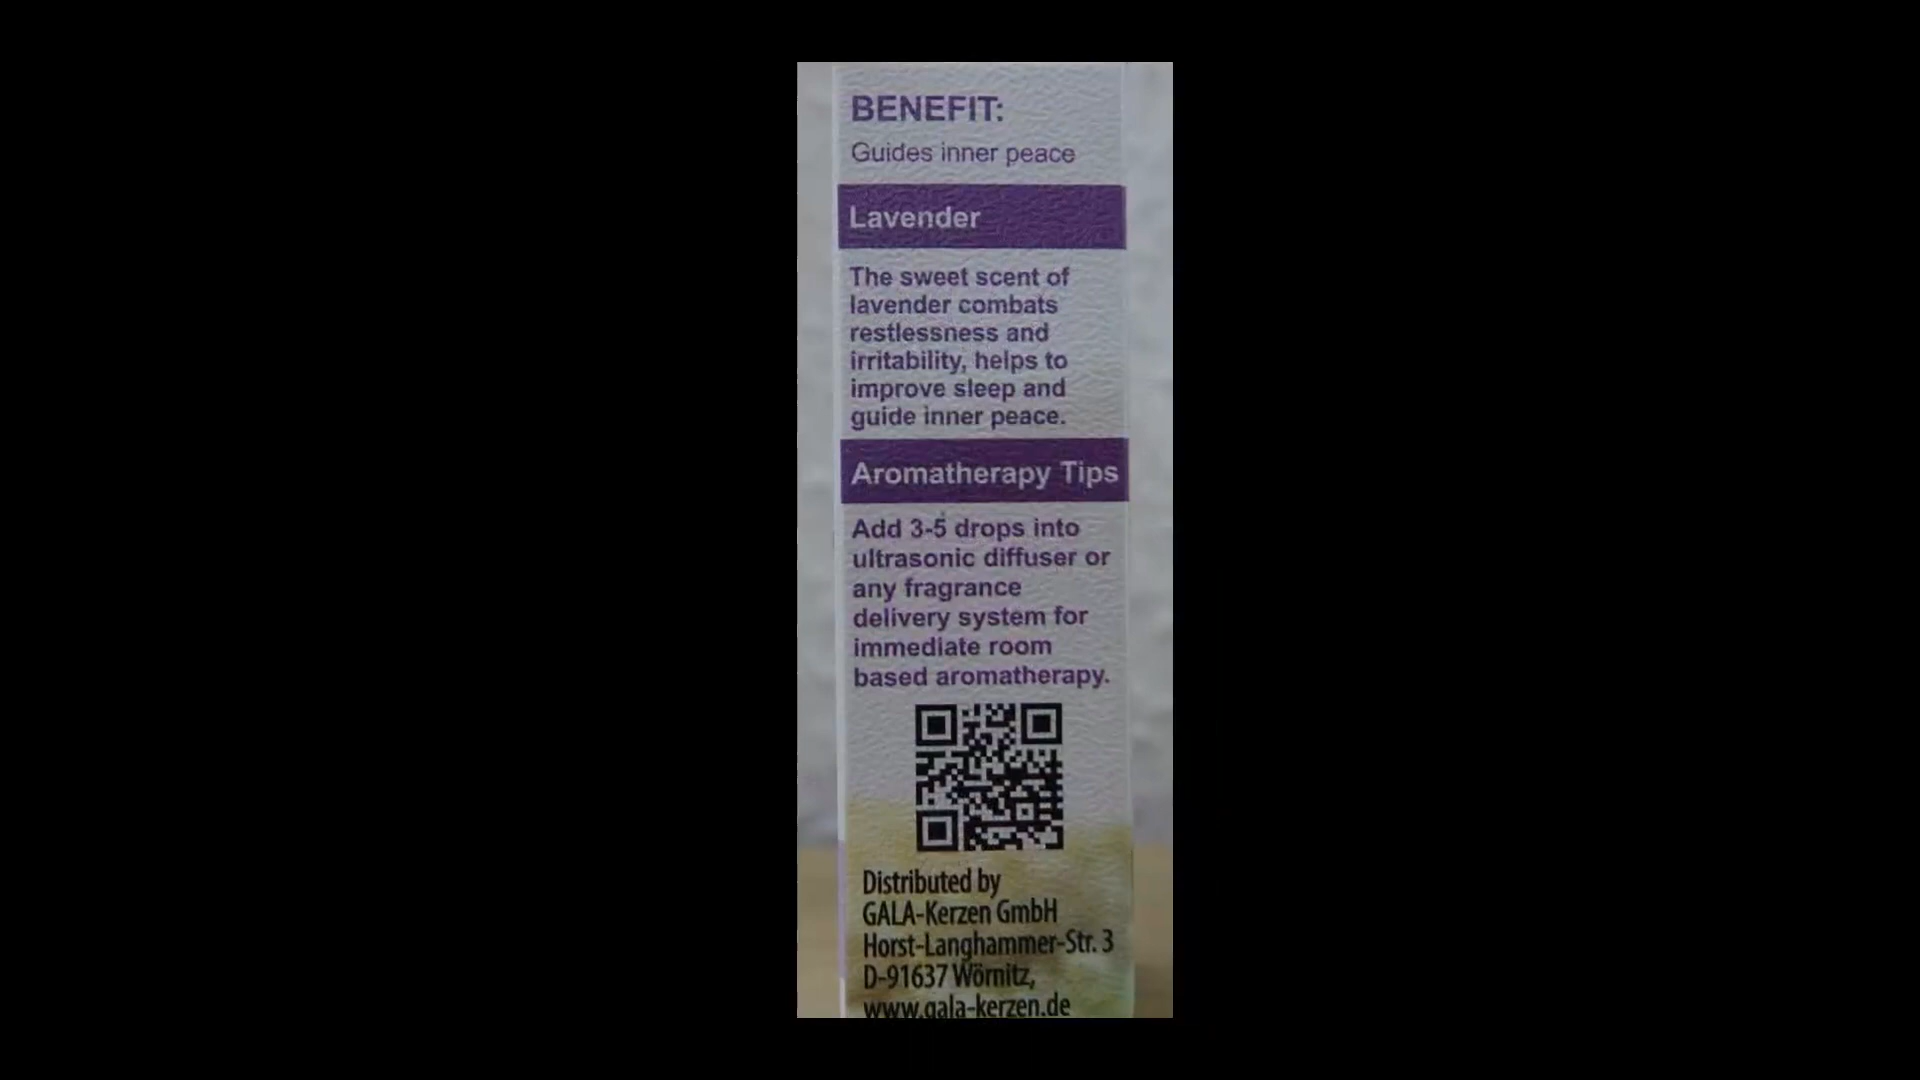 BENEFIT:
Guides inner peace
Lavender
The sweet scent of
lavender combats
restlessness and
irritability, helps to
improve sleep and
guide inner peace.
Aromatherapy Tips
Add 3-5 drops into
ultrasonic diffuser or
any fragrance
delivery system for
immediate room
based aromatherapy.
Distributed by
GALA-Kerzen GmbH
Horst-Langhammer-Str. 3
D-91637 Wörnitz,
www.gala-kerzen.de